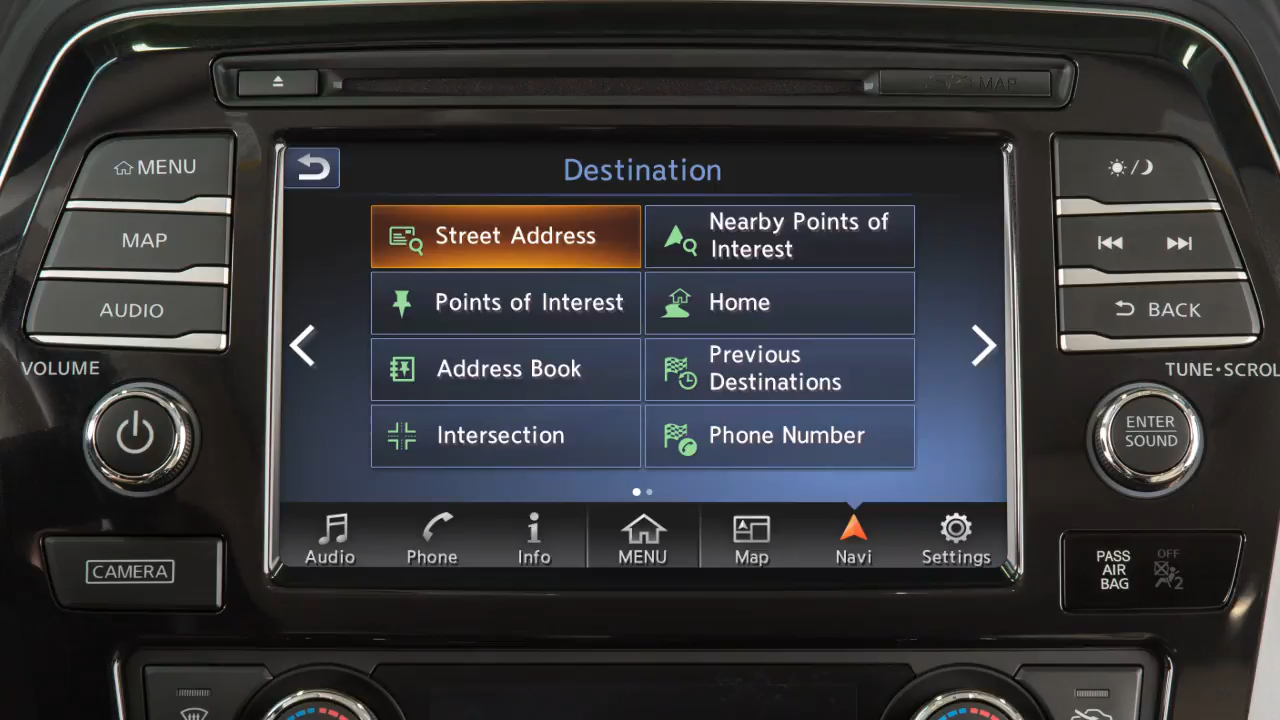 MAP
MENU
MAP
AUDIO
VOLUME
CAMERA
Destination
Street Address
Nearby Points of
Interest
Points of Interest
Home
Address Book
Previous
Destinations
Intersection
Phone Number
Audio
Phone
Info
MENU
Map
Navi
Settings
BACK
TUNE•SCROL
ENTER
SOUND
PASS
AIR
BAG
OFF
2